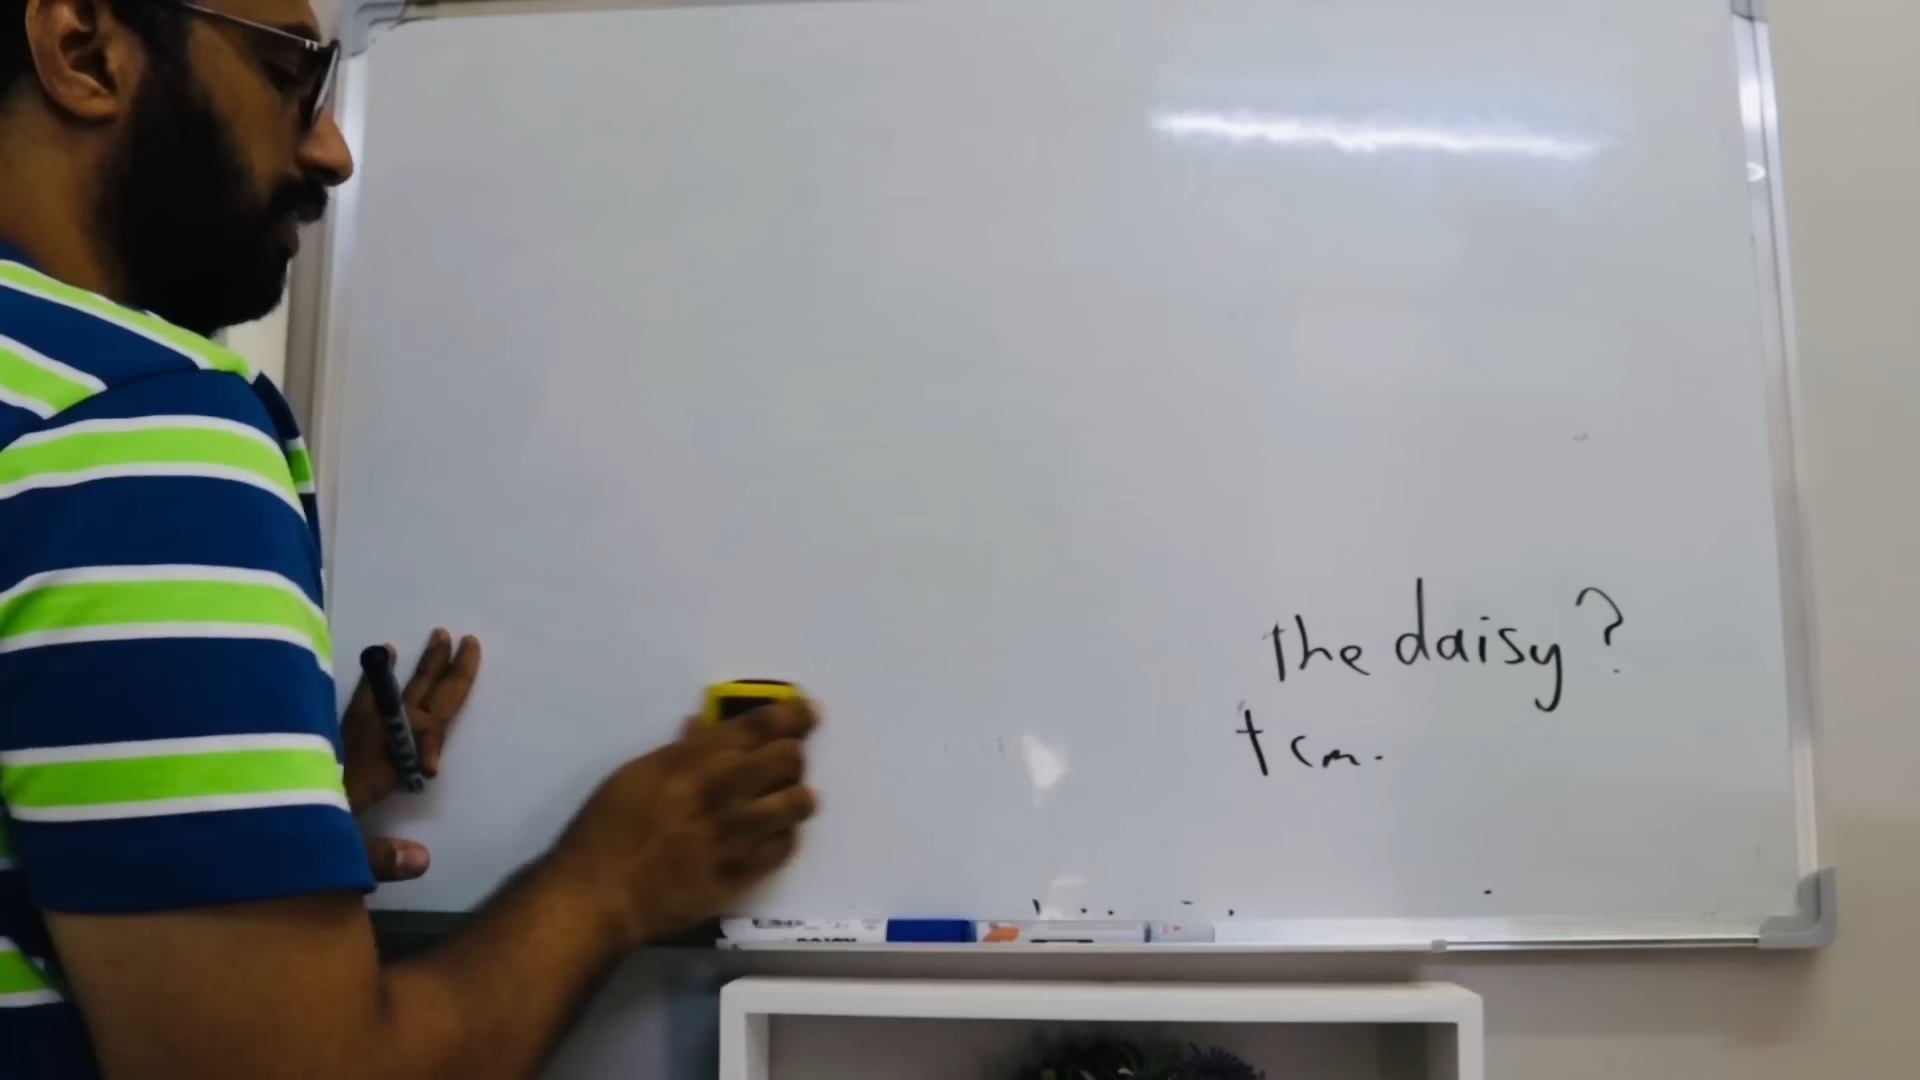 the daisy?
t cm.